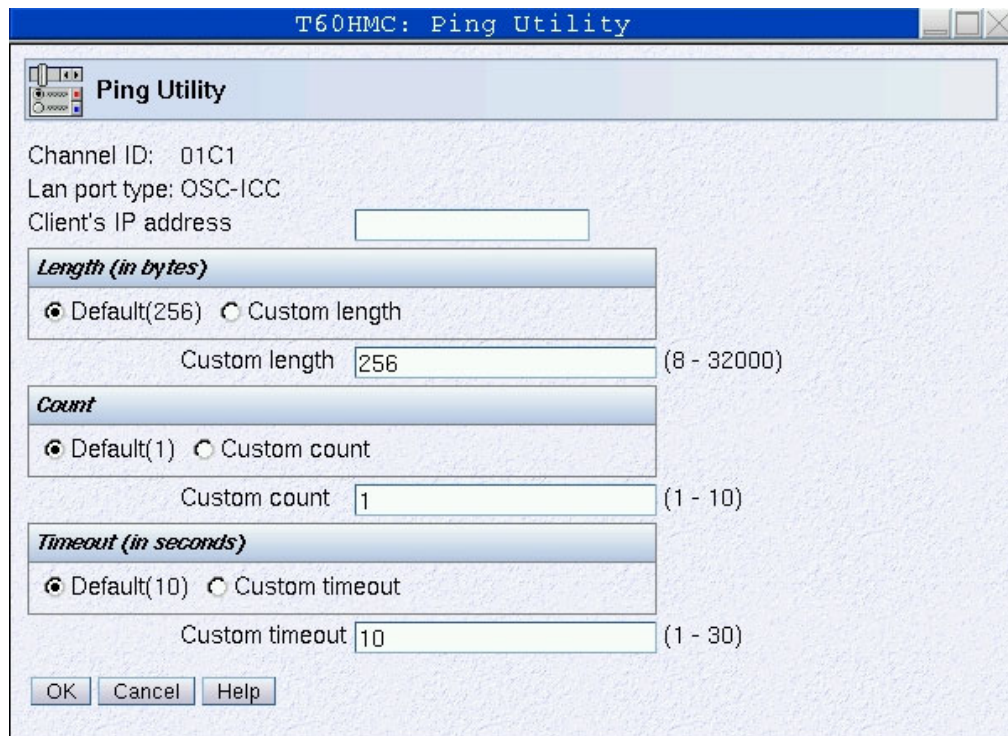 T60HMC: Ping Utility
Ping Utility
Channel ID: 01C1
Lan port type: OSC-ICC
Client's IP address
Length (in bytes)
Default(256) Custom length
Custom length 256 (8 - 32000)
Count
Default(1) Custom count
Custom count 1 (1 - 10)
Timeout (in seconds)
Default(10) Custom timeout
Custom timeout 10 (1 - 30)
OK Cancel Help